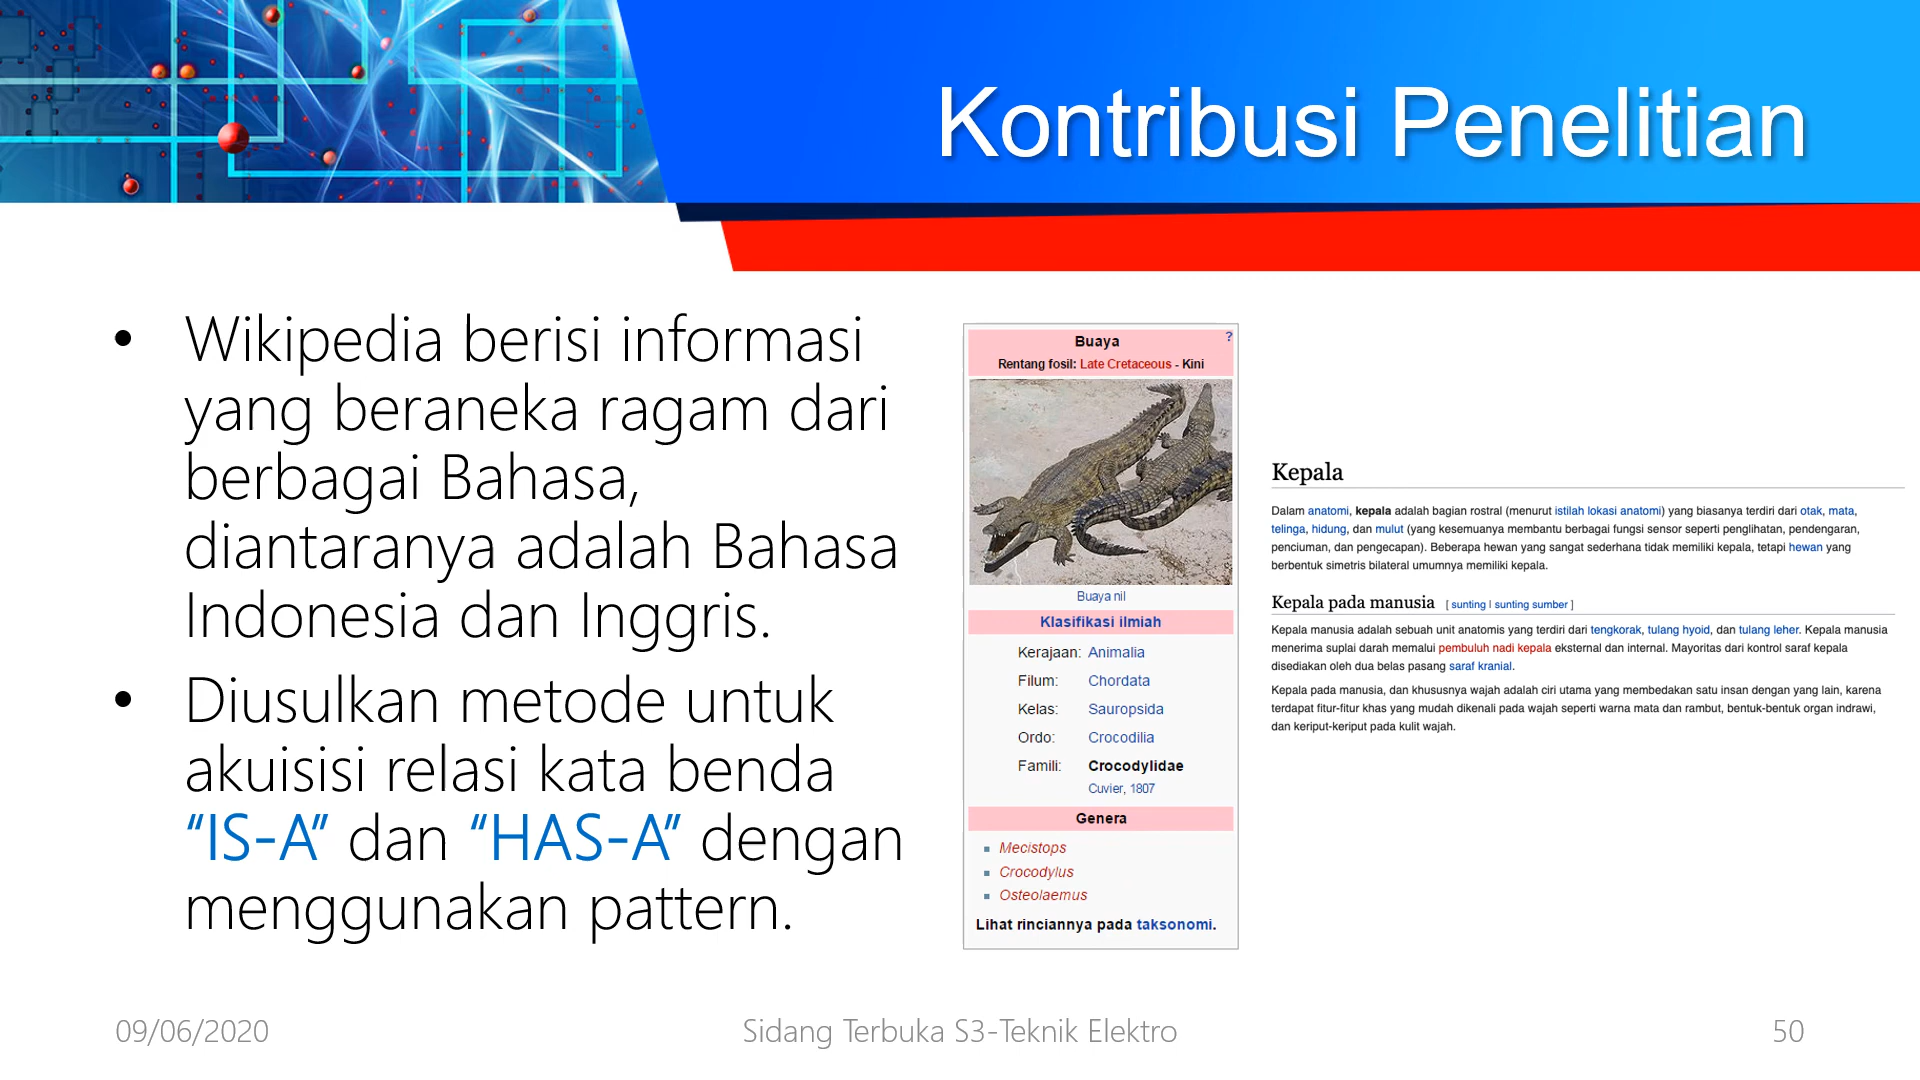 Kontribusi Penelitian
• Wikipedia berisi informasi
yang beraneka ragam dari
berbagai Bahasa,
diantaranya adalah Bahasa
Indonesia dan Inggris.
• Diusulkan metode untuk
akuisisi relasi kata benda
“IS-A” dan “HAS-A” dengan
menggunakan pattern.
?
Buaya
Rentang fosil: Late Cretaceous - Kini
Buaya nil
Klasifikasi ilmiah
Kerajaan: Animalia
Filum: Chordata
Kelas: Sauropsida
Ordo: Crocodilia
Famili: Crocodylidae
Cuvier, 1807
Genera
Mecistops
Crocodylus
Osteolaemus
Lihat rinciannya pada taksonomi.
Kepala
Dalam anatomi, kepala adalah bagian rostral (menurut istilah lokasi anatomi) yang biasanya terdiri dari otak, mata,
telinga, hidung, dan mulut (yang kesemuanya membantu berbagai fungsi sensor seperti penglihatan, pendengaran,
penciuman, dan pengecapan). Beberapa hewan yang sangat sederhana tidak memiliki kepala, tetapi hewan yang
berbentuk simetris bilateral umumnya memiliki kepala.
Kepala pada manusia [ sunting | sunting sumber ]
Kepala manusia adalah sebuah unit anatomis yang terdiri dari tengkorak, tulang hyoid, dan tulang leher. Kepala manusia
menerima suplai darah memalui pembuluh nadi kepala eksternal dan internal. Mayoritas dari kontrol saraf kepala
disediakan oleh dua belas pasang saraf kranial.
Kepala pada manusia, dan khususnya wajah adalah ciri utama yang membedakan satu insan dengan yang lain, karena
terdapat fitur-fitur khas yang mudah dikenali pada wajah seperti warna mata dan rambut, bentuk-bentuk organ indrawi,
dan keriput-keriput pada kulit wajah.
09/06/2020
Sidang Terbuka S3-Teknik Elektro
50